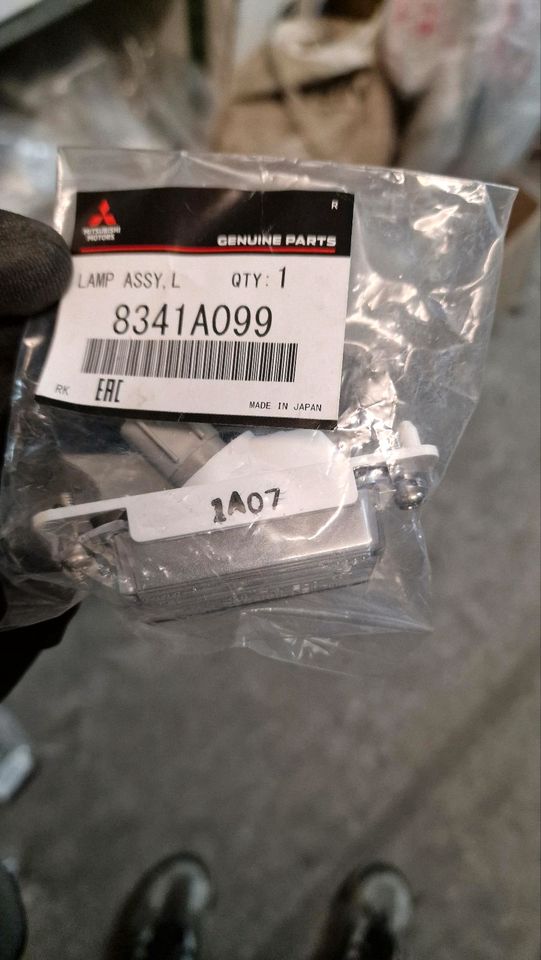 R
MITSUBISHI
MOTORS
GENUINE PARTS
LAMP ASSY, L QTY: 1
8341A099
RK EAC
MADE IN JAPAN
1A07